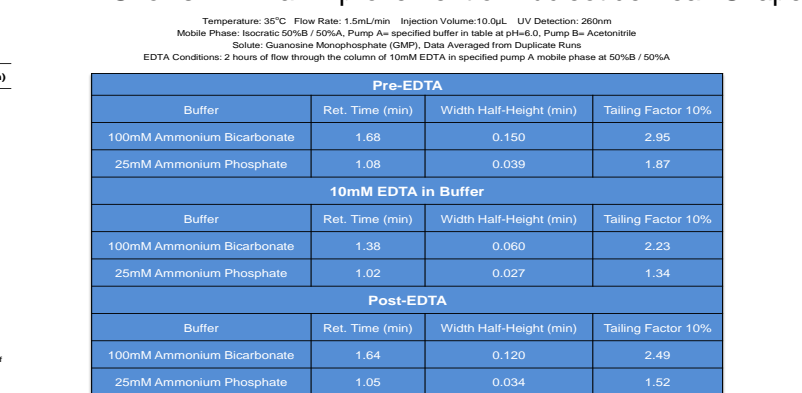 Temperature: 35°C Flow Rate: 1.5mL/min Injection Volume:10.0µL UV Detection: 260nm
Mobile Phase: Isocratic 50%B / 50%A, Pump A= specified buffer in table at pH=6.0, Pump B= Acetonitrile
Solute: Guanosine Monophosphate (GMP), Data Averaged from Duplicate Runs
EDTA Conditions: 2 hours of flow through the column of 10mM EDTA in specified pump A mobile phase at 50%B / 50%A
Pre-EDTA
Buffer Ret. Time (min) Width Half-Height (min) Tailing Factor 10%
100mM Ammonium Bicarbonate 1.68 0.150 2.95
25mM Ammonium Phosphate 1.08 0.039 1.87
10mM EDTA in Buffer
Buffer Ret. Time (min) Width Half-Height (min) Tailing Factor 10%
100mM Ammonium Bicarbonate 1.38 0.060 2.23
25mM Ammonium Phosphate 1.02 0.027 1.34
Post-EDTA
Buffer Ret. Time (min) Width Half-Height (min) Tailing Factor 10%
100mM Ammonium Bicarbonate 1.64 0.120 2.49
25mM Ammonium Phosphate 1.05 0.034 1.52